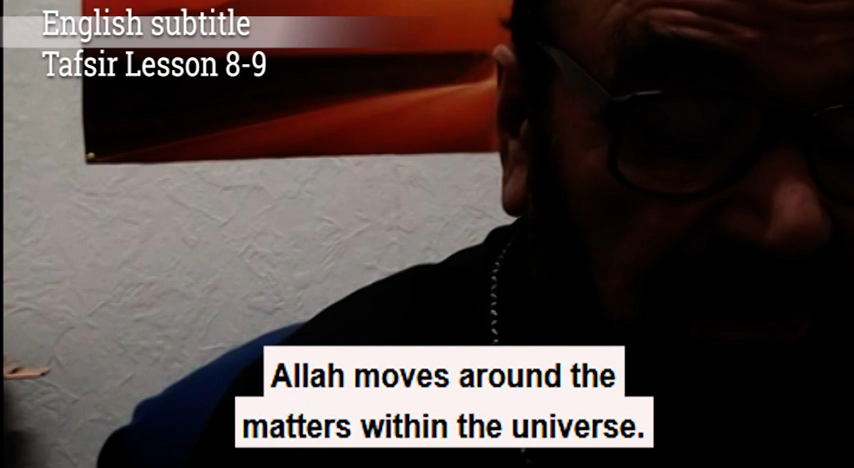 English subtitle
Tafsir Lesson 8-9
Allah moves around the
matters within the universe.